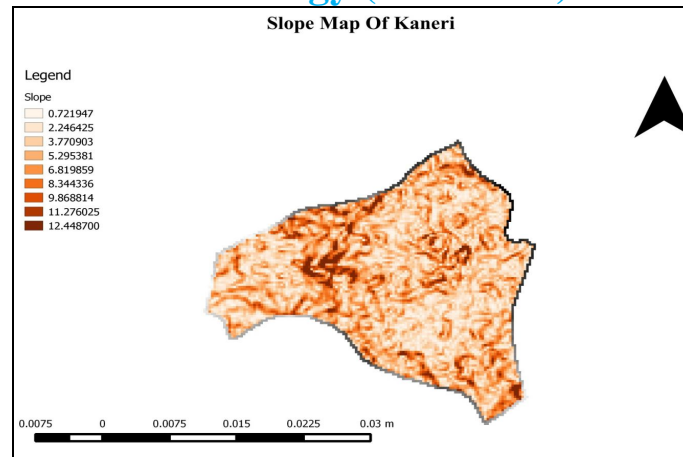 gy (
Slope Map Of Kaneri
Legend
Slope
0.721947
2.246425
3.770903
5.295381
6.819859
8.344336
9.868814
11.276025
12.448700
0.0075 0 0.0075 0.015 0.0225 0.03 m